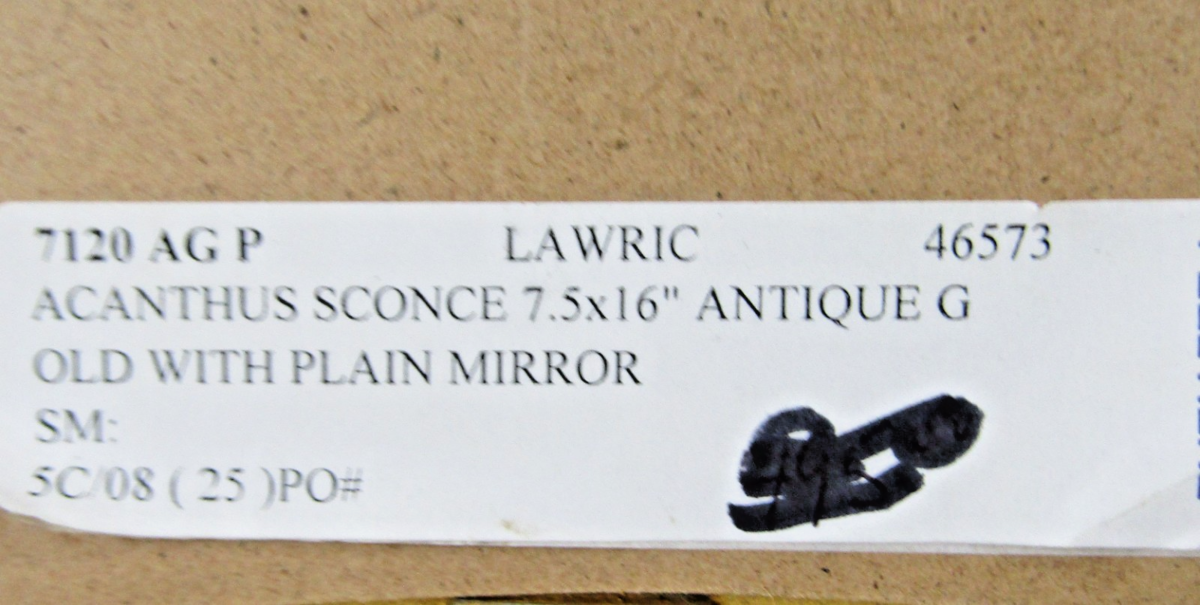 7120 AG P LAWRIC 46573
ACANTHUS SCONCE 7.5x16" ANTIQUE G
OLD WITH PLAIN MIRROR
SM:
5C/08 ( 25 )PO#